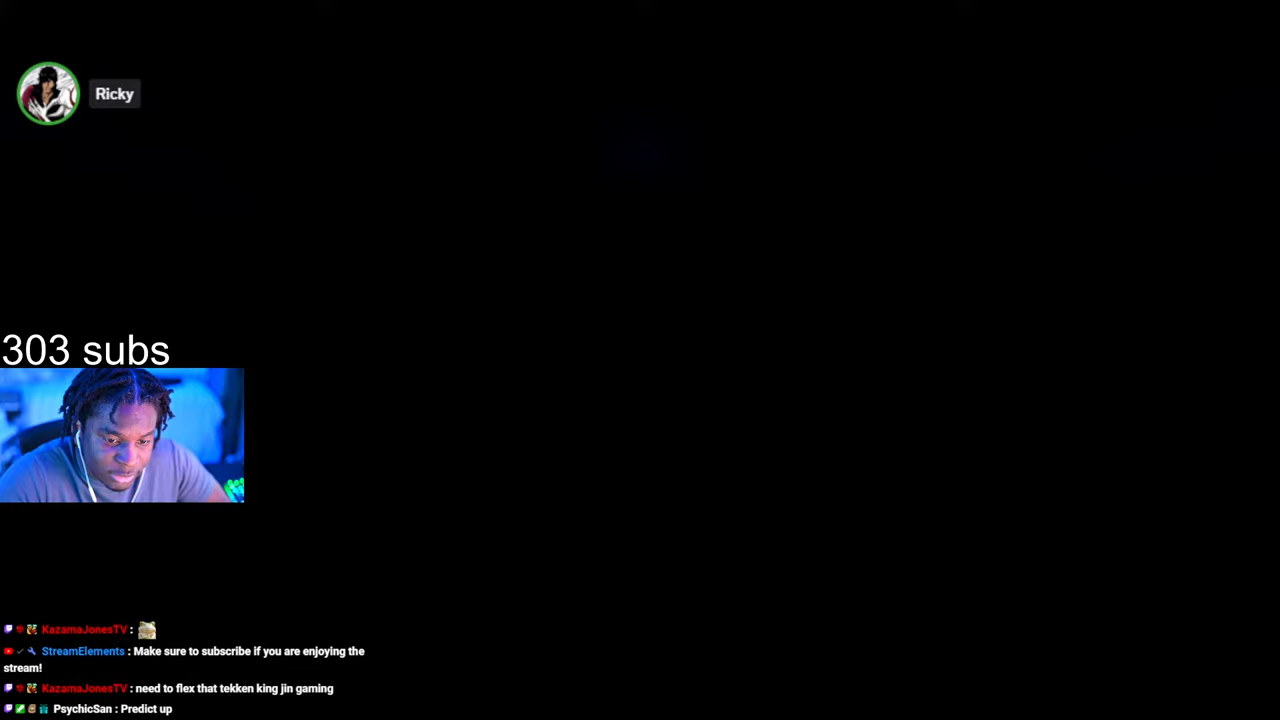 Ricky
303 subs
KazamaJonesTV :
StreamElements : Make sure to subscribe if you are enjoying the
stream!
KazamaJonesTV : need to flex that tekken king jin gaming
PsychicSan : Predict up